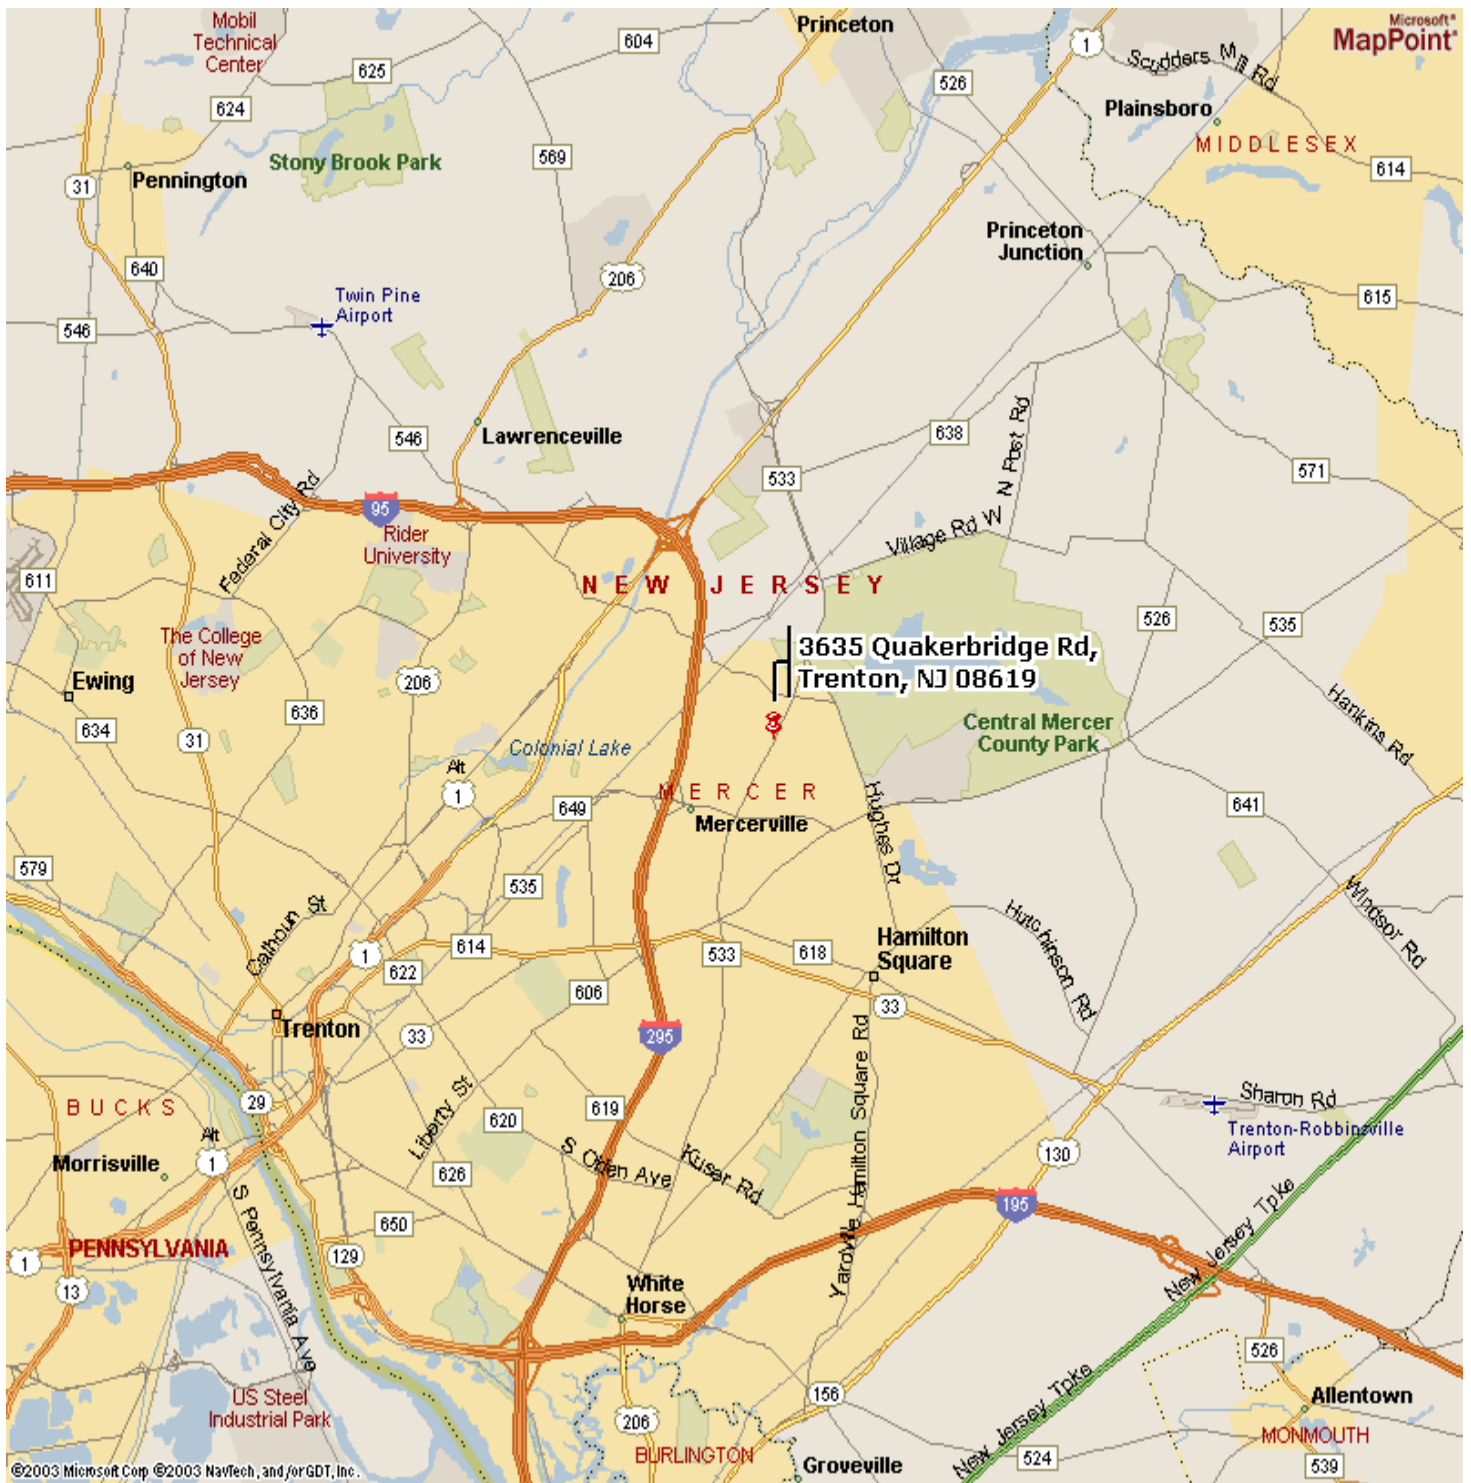 Mobil
Technical
Center
Princeton
Microsoft®
MapPoint®
604
625
1
Scudders Mill Rd
526
624
Plainsboro
MIDDLESEX
569
Stony Brook Park
614
Pennington
31
Princeton
Junction
640
206
Twin Pine
Airport
615
546
546
Lawrenceville
638
N Post Rd
571
533
Federal City Rd
95
Rider
University
Village Rd W
611
NEW JERSEY
526
535
The College
of New
Jersey
3635 Quakerbridge Rd,
Trenton, NJ 08619
Ewing
206
636
634
31
Central Mercer
County Park
Hankins Rd
Colonial Lake
Alt
1
MERCER
649
Mercerville
Hughes Dr
641
579
535
Calhoun St
Windsor Rd
Hutchinson Rd
Hamilton
Square
1
614
533
618
622
606
33
Trenton
33
295
Yardville Hamilton Square Rd
Liberty St
BUCKS
29
619
620
Sharon Rd
Trenton-Robbinsville
Airport
Alt
1
Morrisville
S Olden Ave
Kuser Rd
130
626
S Pennsylvania Ave
195
New Jersey Tpke
650
PENNSYLVANIA
129
1
13
White
Horse
526
US Steel
Industrial Park
156
Allentown
New Jersey Tpke
206
MONMOUTH
BURLINGTON
524
Groveville
539
©2003 Microsoft Corp ©2003 NavTech, and/or GDT, Inc.